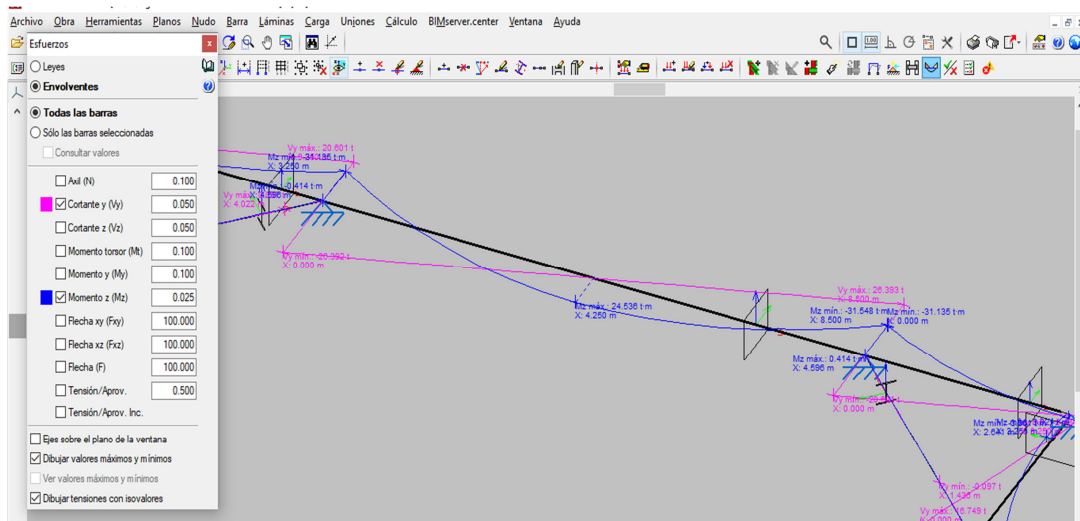 Archivo Obra Herramientas Planos Nudo Barra Láminas Carga Uniones Cálculo BIMserver.center Ventana Ayuda
Esfuerzos
Leyes
Envolventes
Todas las barras
Sólo las barras seleccionadas
Consultar valores
Axil (N) 0.100
Cortante y (Vy) 0.050
Cortante z (Vz) 0.050
Momento torsor (Mt) 0.100
Momento y (My) 0.100
Momento z (Mz) 0.025
Flecha xy (Fxy) 100.000
Flecha xz (Fxz) 100.000
Flecha (F) 100.000
Tensión/Aprov. 0.500
Tensión/Aprov. Inc.
Ejes sobre el plano de la ventana
Dibujar valores máximos y mínimos
Ver valores máximos y mínimos
Dibujar tensiones con isovalores
Vy máx.: 20.601 t
X: 4.022
X: 0.000 m
Mz máx.: 24.536 t·m
X: 4.250 m
Vy máx.: 26.393 t
X: 8.500 m
Mz mín.: -31.548 t·m
X: 8.500 m
Mz mín.: -31.135 t·m
X: 0.000 m
Mz máx.: 0.414 t·m
X: 4.596 m
X: 0.000 m
Vy mín.: -0.097 t
X: 1.426 m
Vy máx.: 16.749 t